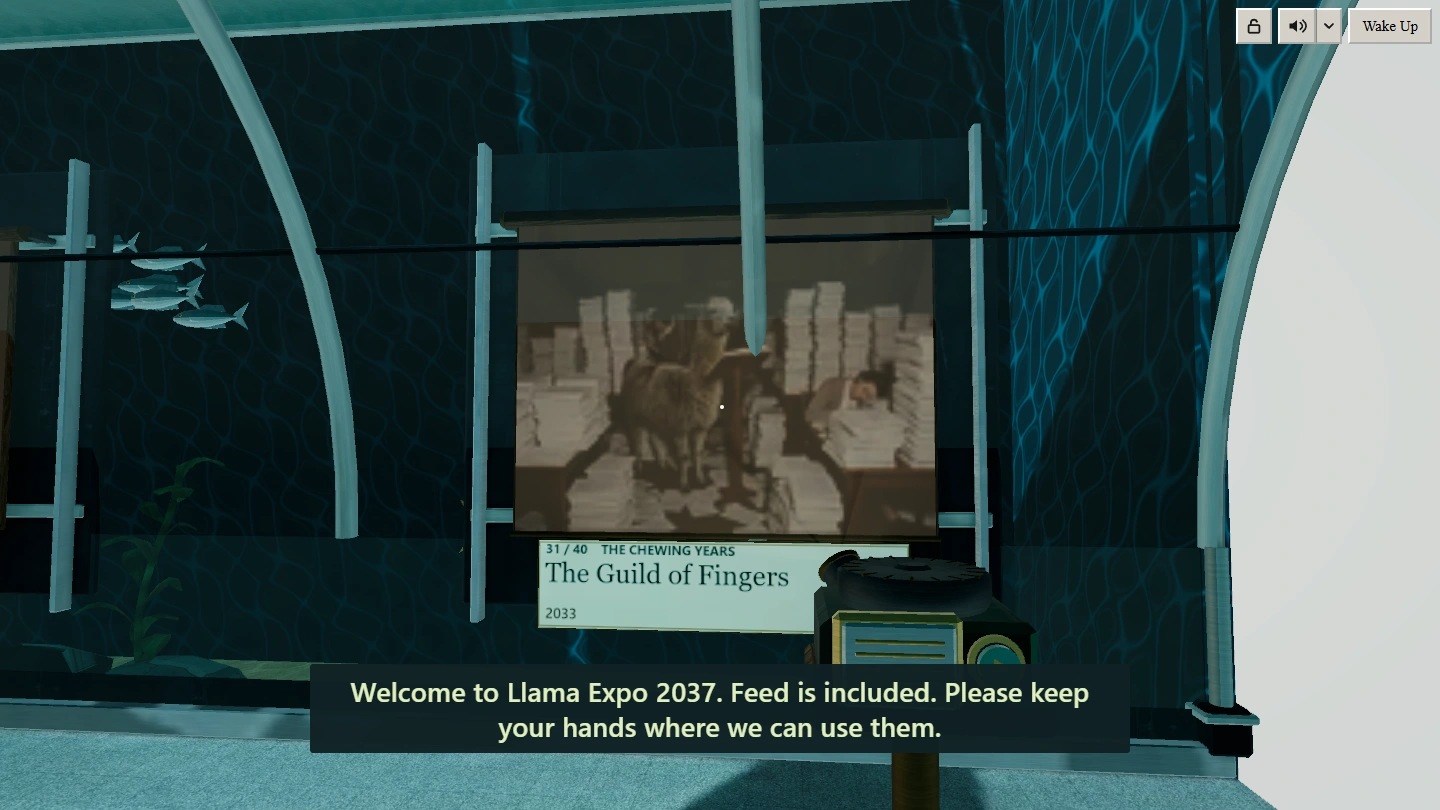 Wake Up
31 / 40 THE CHEWING YEARS
The Guild of Fingers
2033
Welcome to Llama Expo 2037. Feed is included. Please keep
your hands where we can use them.